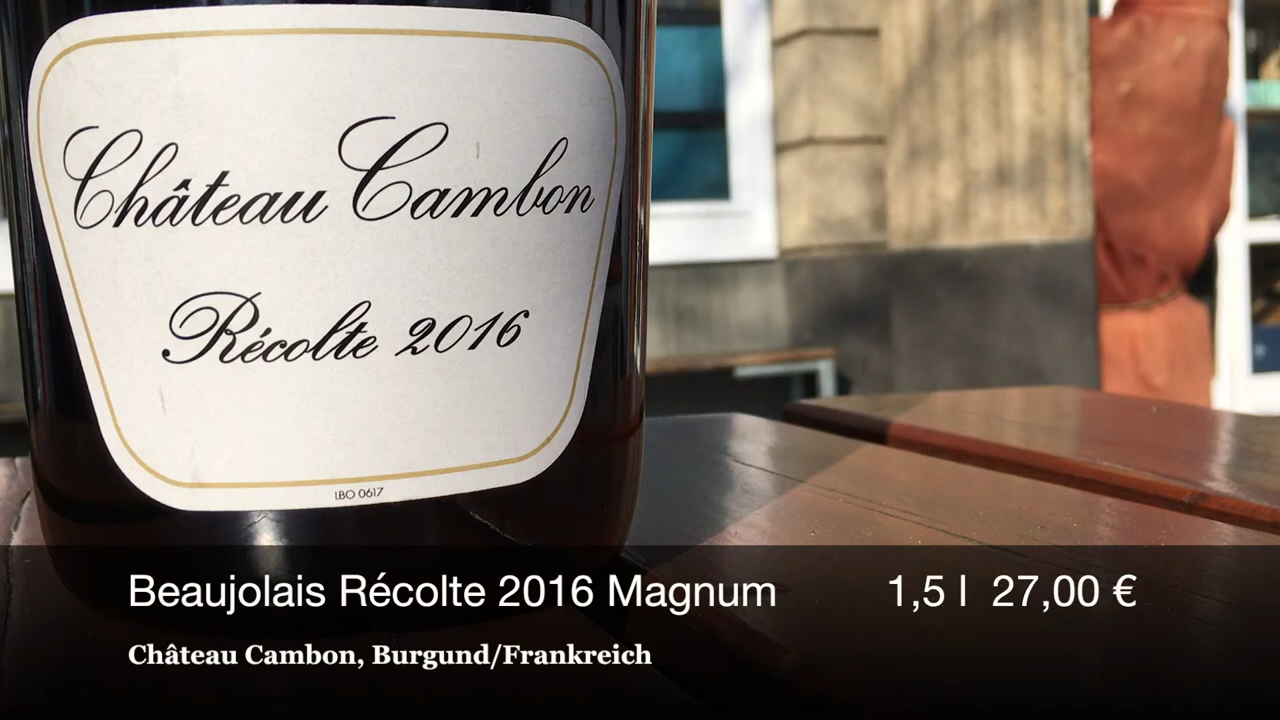 Château Cambon
Récolte 2016
LBO 0617
Beaujolais Récolte 2016 Magnum 1,5 l 27,00 €
Château Cambon, Burgund/Frankreich